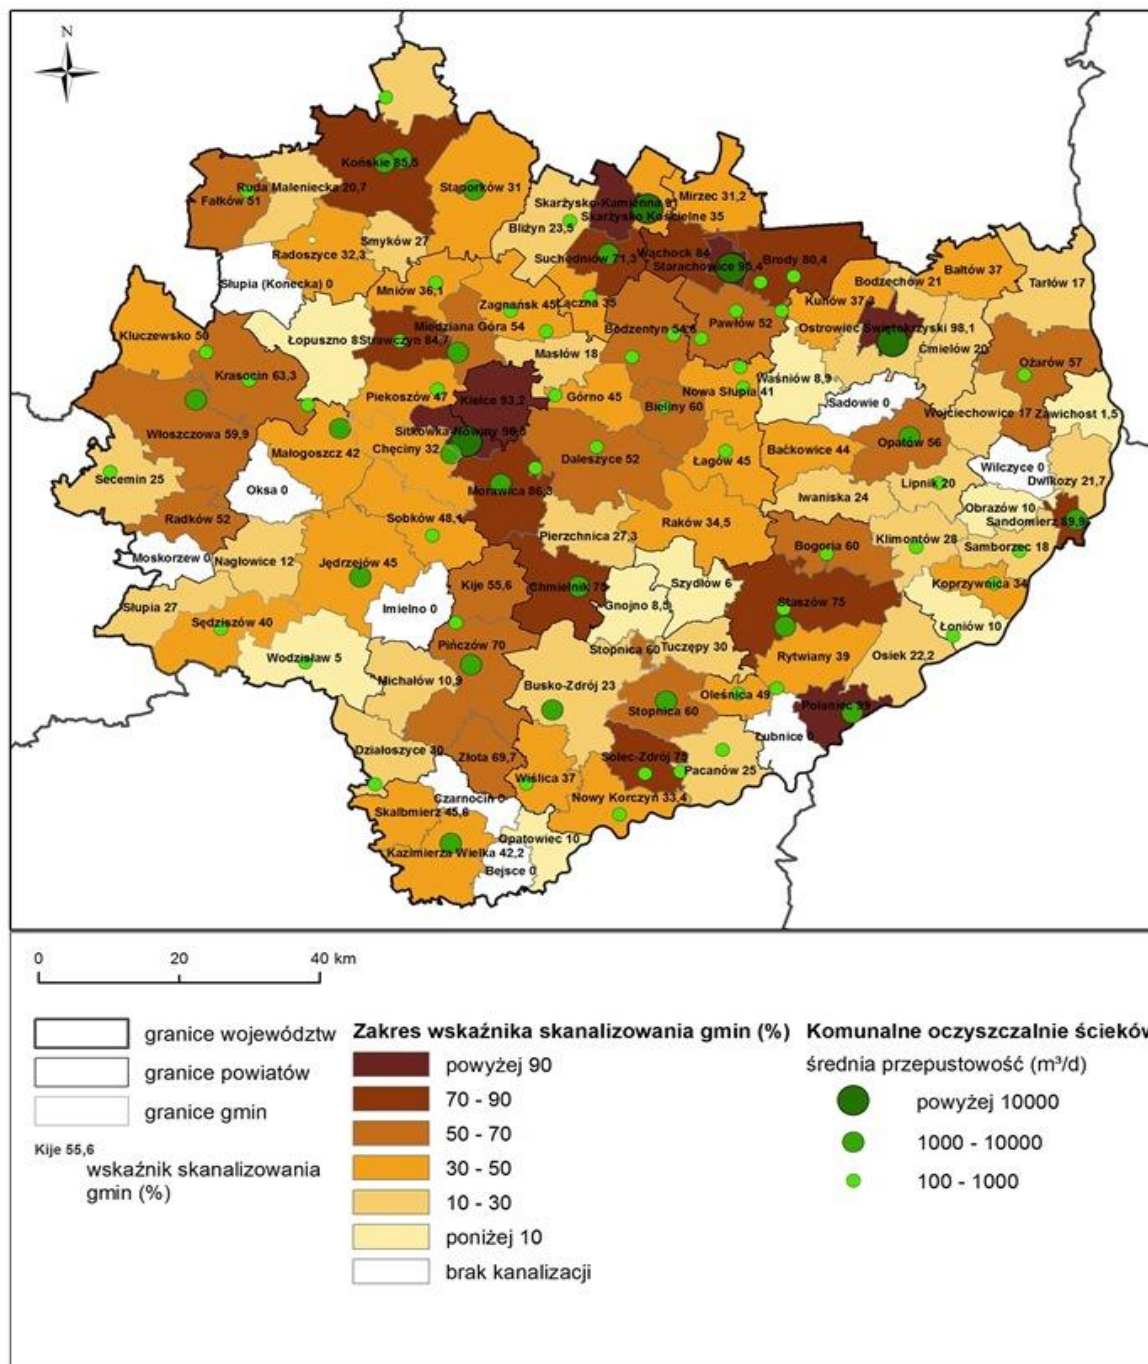 N
Końskie 85,5
Ruda Maleniecka 20,7
Stąporków 31
Fałków 51
Skarżysko-Kamienna 91
Mirzec 31,2
Skarżysko Kościelne 35
Bliżyn 23,5
Smyków 27
Radoszyce 32,3
Suchedniów 71,3
Wąchock 84
Starachowice 95,4
Brody 80,4
Bałtów 37
Bodzechów 21
Tarłów 17
Słupia (Konecka) 0
Mniów 36,1
Zagnańsk 45
Łączna 35
Kunów 37,3
Kluczewsko 50
Miedziana Góra 54
Bodzentyn 54,6
Pawłów 52
Ostrowiec Świętokrzyski 98,1
Łopuszno 8
Strawczyn 84,7
Masłów 18
Ćmielów 20
Ożarów 57
Krasocin 63,3
Waśniów 8,9
Piekoszów 47
Kielce 93,2
Górno 45
Nowa Słupia 41
Sadowie 0
Bieliny 60
Wojciechowice 17
Zawichost 1,5
Włoszczowa 59,9
Sitkówka-Nowiny 96,5
Małogoszcz 42
Chęciny 32
Daleszyce 52
Łagów 45
Baćkowice 44
Opatów 56
Secemin 25
Oksa 0
Morawica 86,3
Iwaniska 24
Lipnik 20
Wilczyce 0
Dwikozy 21,7
Radków 52
Sobków 48,1
Raków 34,5
Obrazów 10
Sandomierz 89,9
Pierzchnica 27,3
Bogoria 60
Klimontów 28
Samborzec 18
Moskorzew 0
Nagłowice 12
Jędrzejów 45
Kije 55,6
Chmielnik 75
Szydłów 6
Koprzywnica 34
Słupia 27
Imielno 0
Gnojno 8,5
Staszów 75
Sędziszów 40
Łoniów 10
Pińczów 70
Stopnica 60
Tuczępy 30
Wodzisław 5
Rytwiany 39
Osiek 22,2
Michałów 10,9
Busko-Zdrój 23
Oleśnica 49
Stopnica 60
Połaniec 99
Łubnice 0
Działoszyce 30
Złota 69,7
Solec-Zdrój 75
Pacanów 25
Wiślica 37
Czarnocin 0
Nowy Korczyn 33,4
Skalbmierz 45,6
Opatowiec 10
Kazimierza Wielka 42,2
Bejsce 0
0 20 40 km
granice województw
granice powiatów
granice gmin
Kije 55,6
wskaźnik skanalizowania
gmin (%)
Zakres wskaźnika skanalizowania gmin (%)
powyżej 90
70 - 90
50 - 70
30 - 50
10 - 30
poniżej 10
brak kanalizacji
Komunalne oczyszczalnie ścieków
średnia przepustowość (m³/d)
powyżej 10000
1000 - 10000
100 - 1000